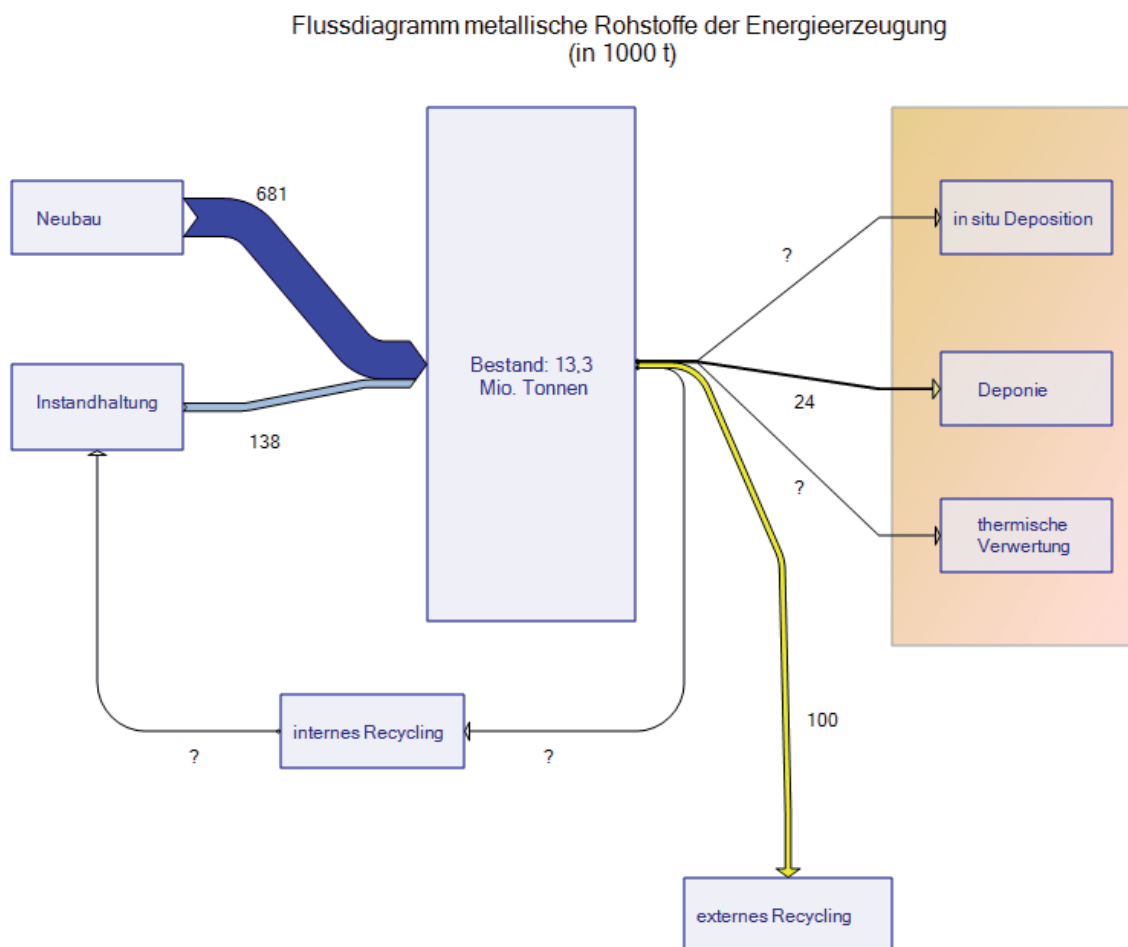 Flussdiagramm metallische Rohstoffe der Energieerzeugung
(in 1000 t)
681
Neubau
in situ Deposition
?
Bestand: 13,3
Mio. Tonnen
Instandhaltung
Deponie
24
138
?
thermische
Verwertung
100
internes Recycling
?
?
externes Recycling